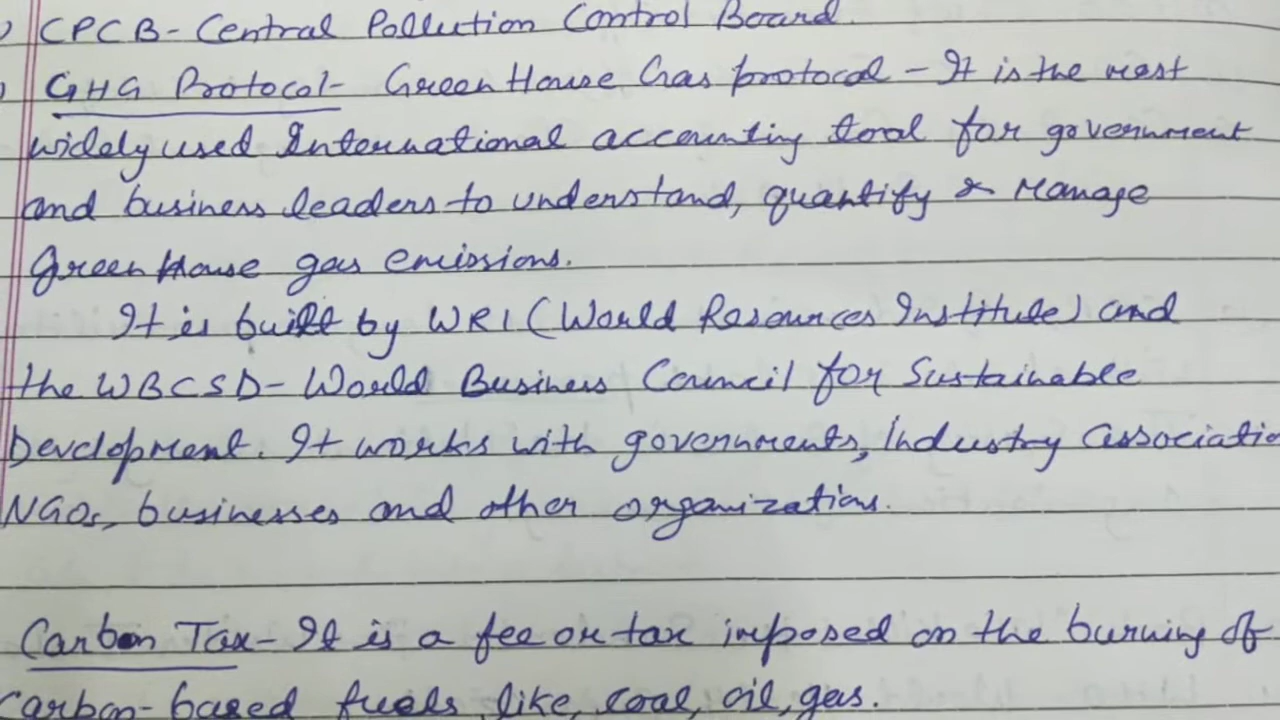 CPCB - Central Pollution Control Board.
GHG Protocol - Green House Gas protocol - It is the most
widely used International accounting tool for government
and business leaders to understand, quantify & Manage
Green House gas emissions.
It is built by WRI (World Resources Institute) and
the WBCSD - World Business Council for Sustainable
Development. It works with governments, Industry Associatio
NGOs, businesses and other organizations.
Carbon Tax - It is a fee or tax imposed on the burning of
carbon-based fuels like, coal, oil, gas.